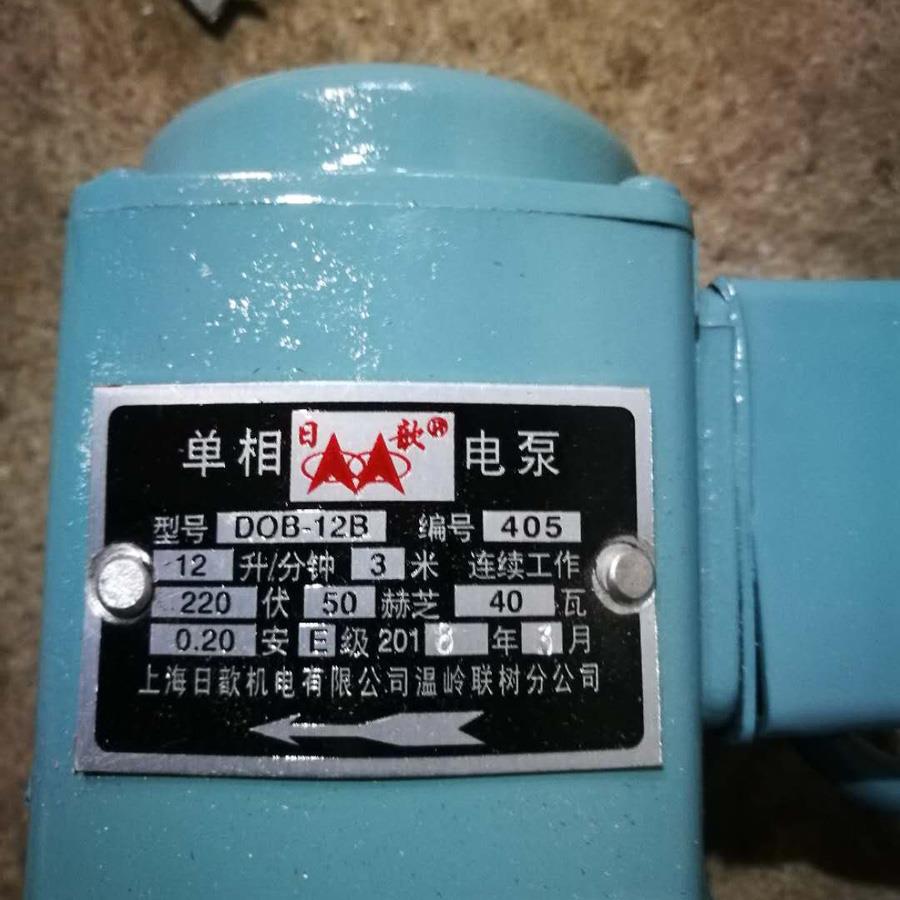 单相 日歆® 电泵
型号 DOB-12B 编号 405
12 升/分钟 3 米 连续工作
220 伏 50 赫芝 40 瓦
0.20 安 E 级 2018 年 3 月
上海日歆机电有限公司温岭联树分公司